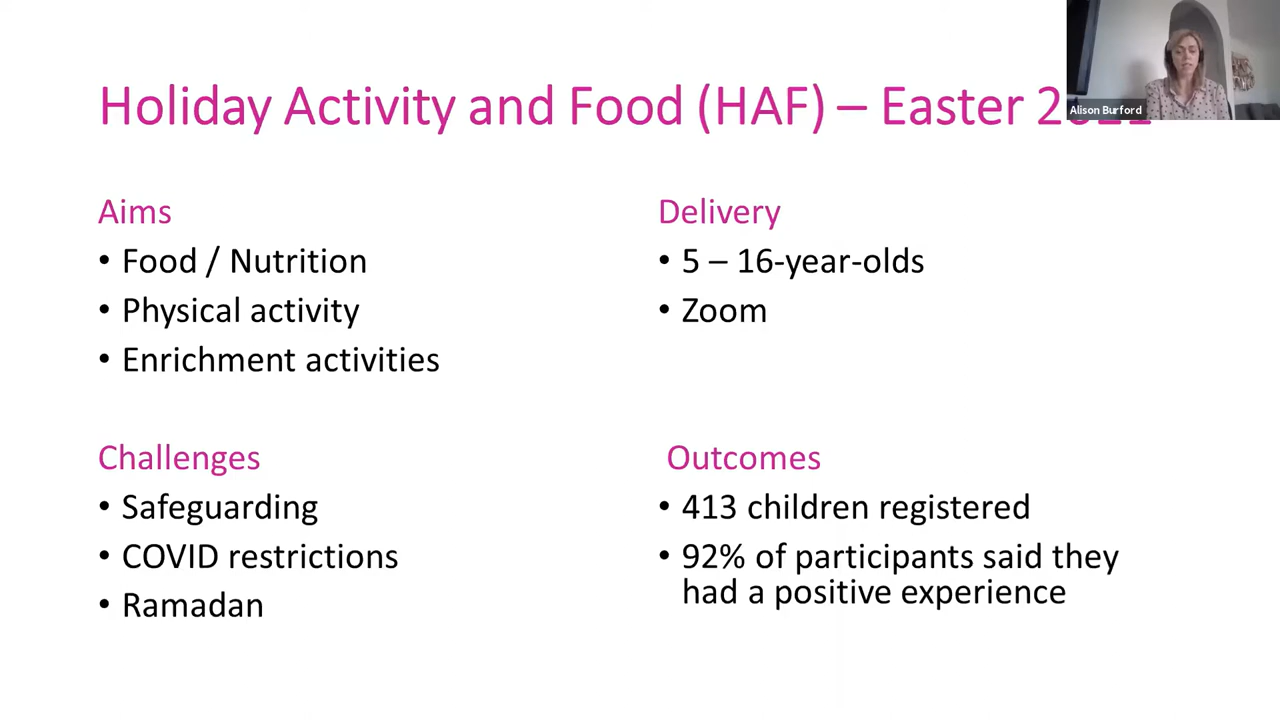 Holiday Activity and Food (HAF) – Easter
Alison Burford
Aims
• Food / Nutrition
• Physical activity
• Enrichment activities
Delivery
• 5 – 16-year-olds
• Zoom
Challenges
• Safeguarding
• COVID restrictions
• Ramadan
Outcomes
• 413 children registered
• 92% of participants said they
had a positive experience